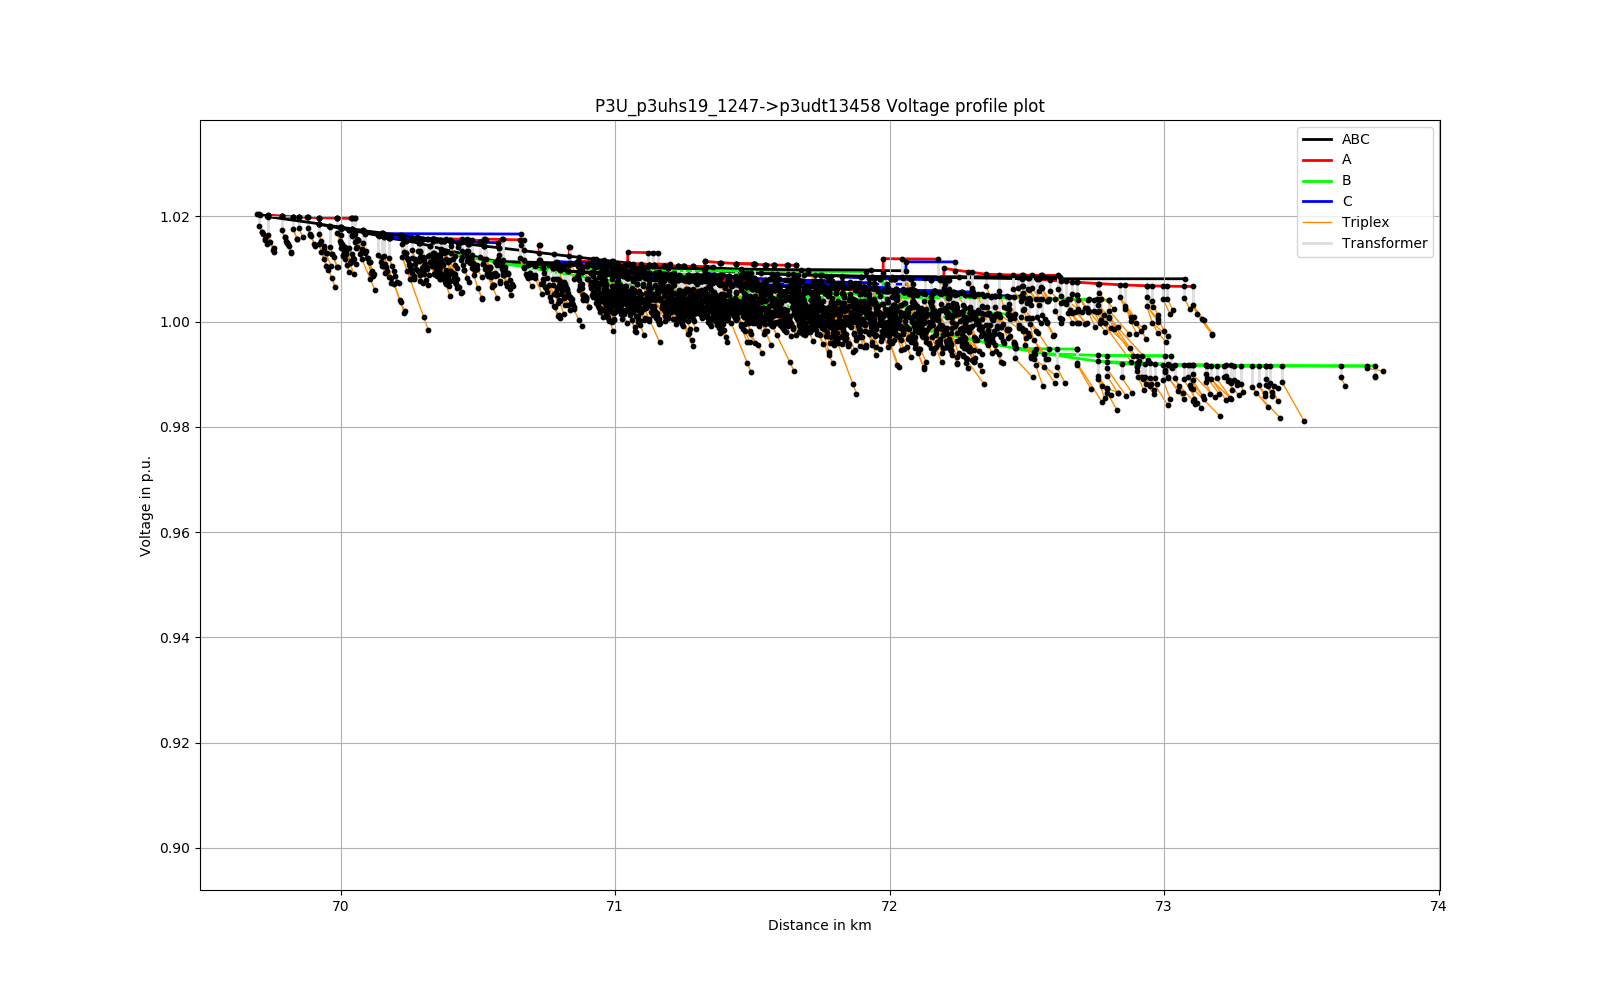 P3U_p3uhs19_1247->p3udt13458 Voltage profile plot
ABC
A
B
C
Triplex
Transformer
1.02
1.00
0.98
0.96
0.94
0.92
0.90
Voltage in p.u.
70
71
72
73
74
Distance in km